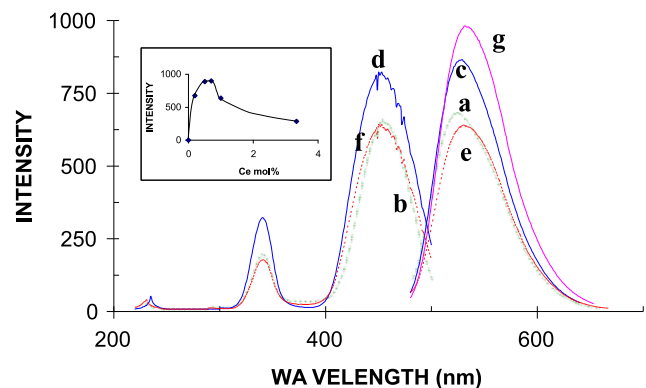 1000
750
500
250
0
INTENSITY
200
400
600
WA VELENGTH (nm)
d
g
c
a
f
e
b
1000
500
0
INTENSITY
0
2
4
Ce mol%